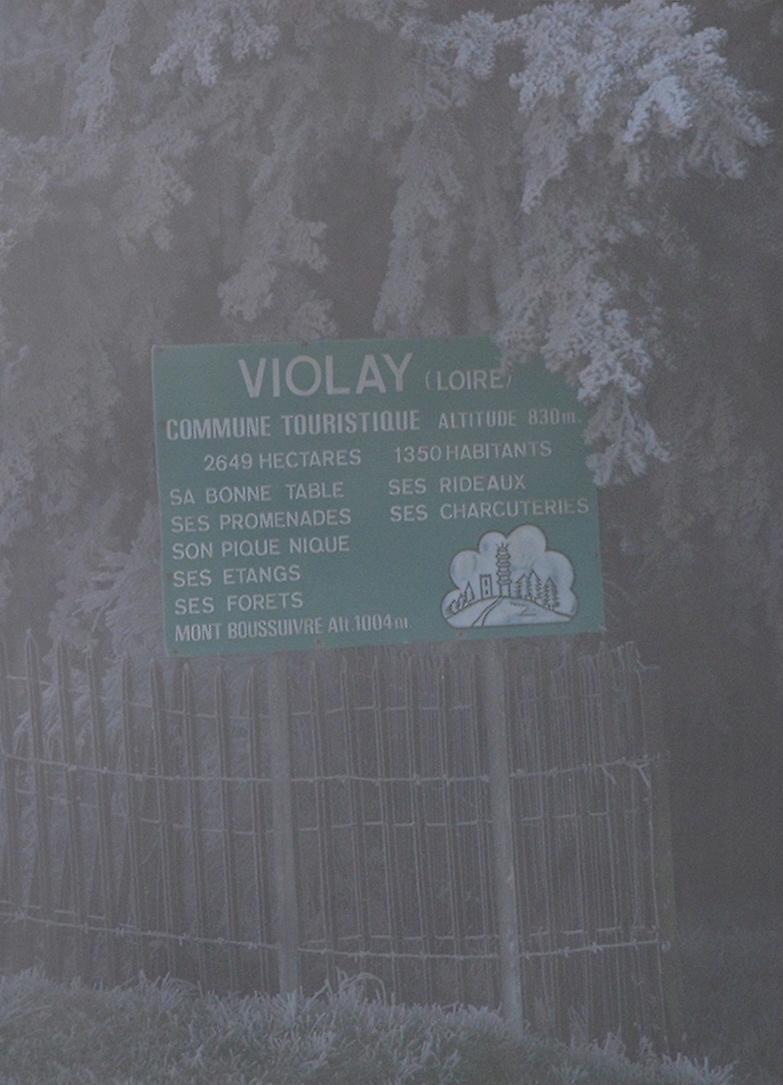 VIOLAY (LOIRE)
COMMUNE TOURISTIQUE ALTITUDE 830m.
2649 HECTARES 1350 HABITANTS
SA BONNE TABLE SES RIDEAUX
SES PROMENADES SES CHARCUTERIES
SON PIQUE NIQUE
SES ETANGS
SES FORETS
MONT BOUSSUIVRE Alt.1004m.